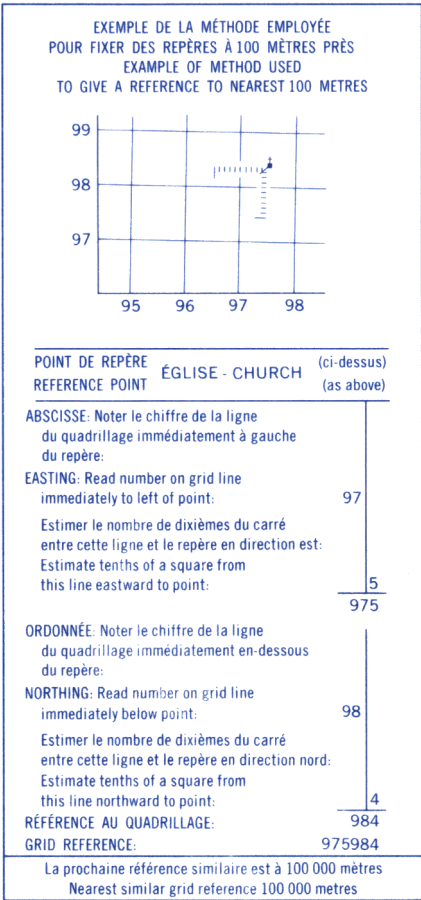 EXEMPLE DE LA MÉTHODE EMPLOYÉE
POUR FIXER DES REPÈRES À 100 MÈTRES PRÈS
EXAMPLE OF METHOD USED
TO GIVE A REFERENCE TO NEAREST 100 METRES
99
98
97
95 96 97 98
POINT DE REPÈRE
REFERENCE POINT
ÉGLISE - CHURCH
(ci-dessus)
(as above)
ABSCISSE: Noter le chiffre de la ligne
du quadrillage immédiatement à gauche
du repère:
EASTING: Read number on grid line
immediately to left of point: 97
Estimer le nombre de dixièmes du carré
entre cette ligne et le repère en direction est:
Estimate tenths of a square from
this line eastward to point: 5
975
ORDONNÉE: Noter le chiffre de la ligne
du quadrillage immédiatement en-dessous
du repère:
NORTHING: Read number on grid line
immediately below point: 98
Estimer le nombre de dixièmes du carré
entre cette ligne et le repère en direction nord:
Estimate tenths of a square from
this line northward to point: 4
RÉFÉRENCE AU QUADRILLAGE: 984
GRID REFERENCE: 975984
La prochaine référence similaire est à 100 000 mètres
Nearest similar grid reference 100 000 metres